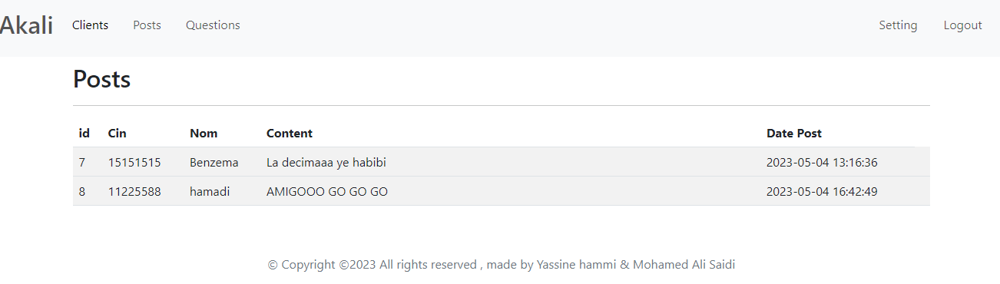 Akali Clients Posts Questions Setting Logout
Posts
id Cin Nom Content Date Post
7 15151515 Benzema La decimaaa ye habibi 2023-05-04 13:16:36
8 11225588 hamadi AMIGOOO GO GO GO 2023-05-04 16:42:49
© Copyright ©2023 All rights reserved , made by Yassine hammi & Mohamed Ali Saidi